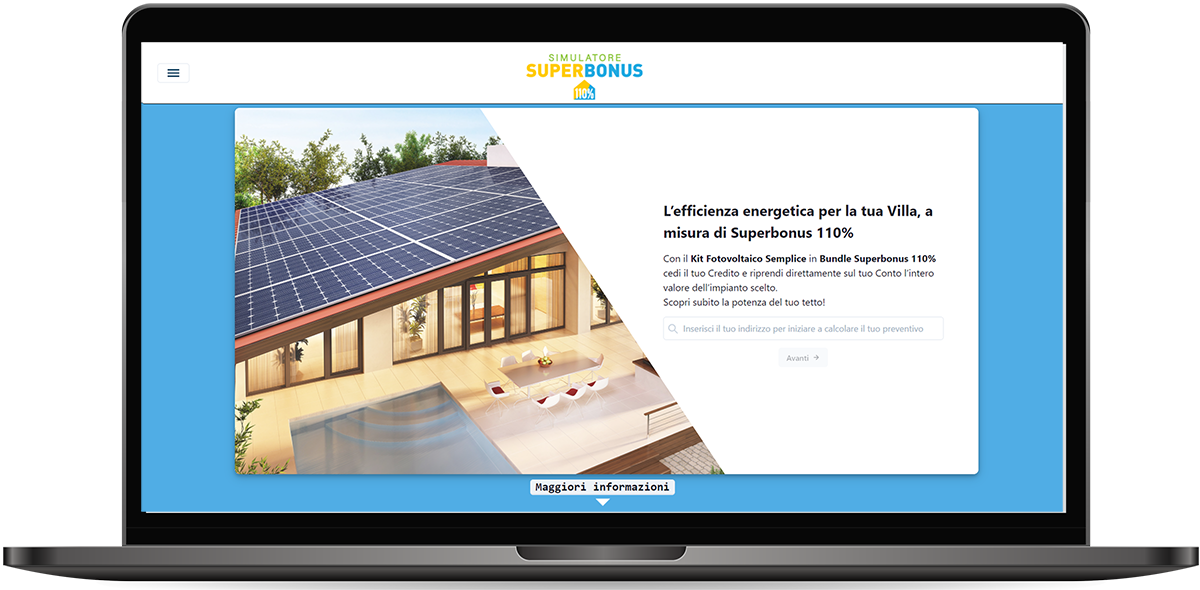 SIMULATORE
SUPERBONUS
110%
L’efficienza energetica per la tua Villa, a
misura di Superbonus 110%
Con il Kit Fotovoltaico Semplice in Bundle Superbonus 110%
cedi il tuo Credito e riprendi direttamente sul tuo Conto l’intero
valore dell’impianto scelto.
Scopri subito la potenza del tuo tetto!
Inserisci il tuo indirizzo per iniziare a calcolare il tuo preventivo
Avanti →
Maggiori informazioni